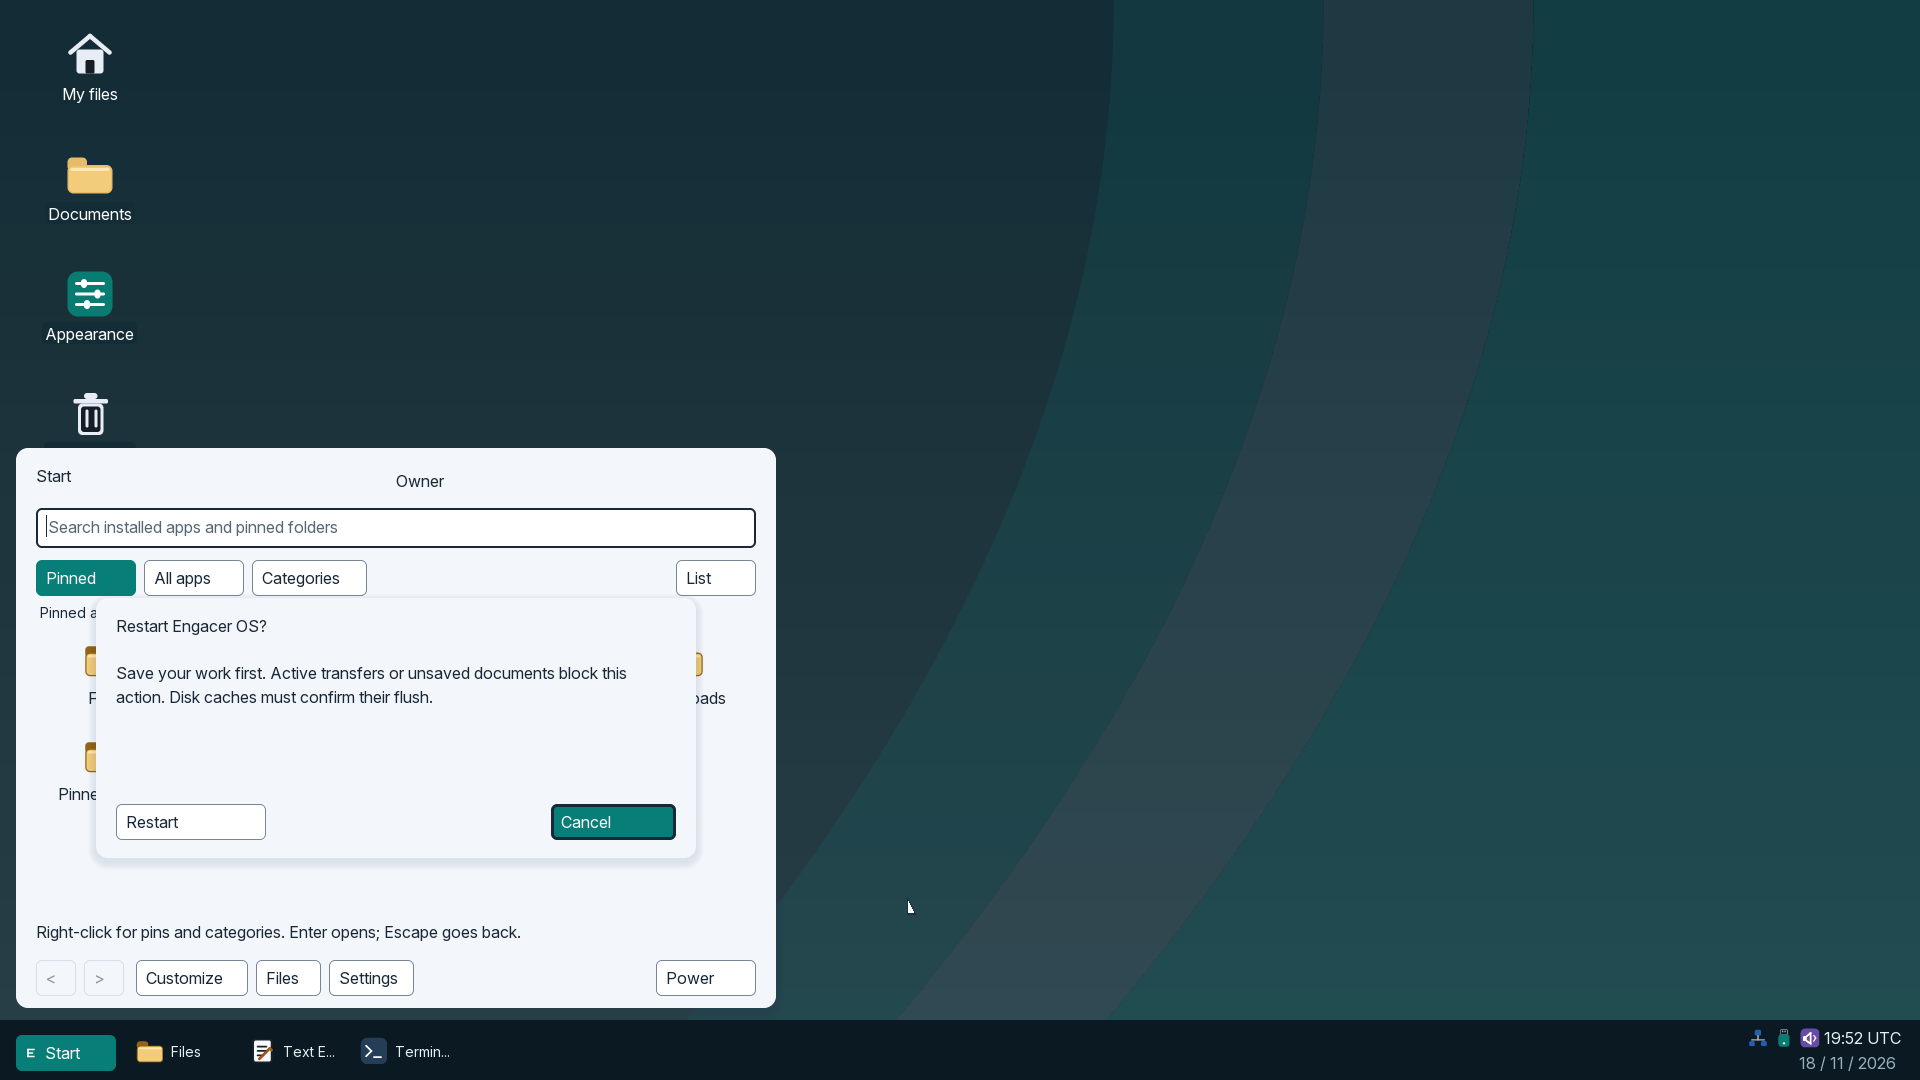 My files
Documents
Appearance
Start
Owner
Search installed apps and pinned folders
Pinned
All apps
Categories
List
Pinned a
Restart Engacer OS?
Save your work first. Active transfers or unsaved documents block this
action. Disk caches must confirm their flush.
F
oads
Pinne
Restart
Cancel
Right-click for pins and categories. Enter opens; Escape goes back.
<
>
Customize
Files
Settings
Power
E Start
Files
Text E...
Termin...
19:52 UTC
18 / 11 / 2026